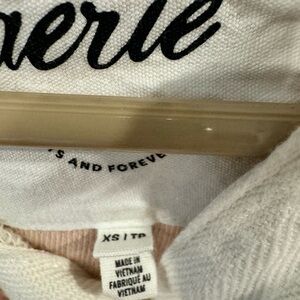 aerie
AND FOREVE
XS | TP
MADE IN
VIETNAM
FABRIQUÉ AU
VIETNAM